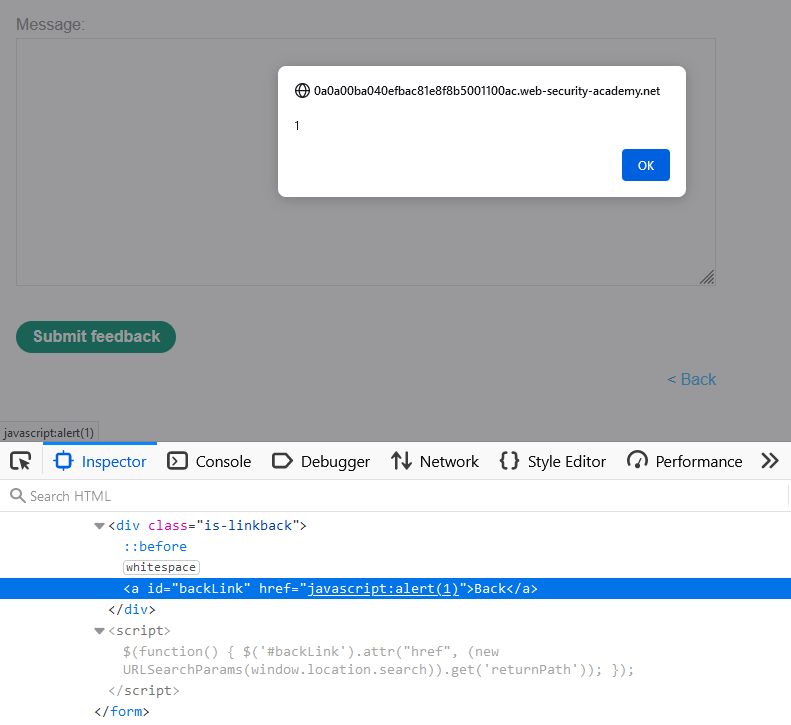 Message:
0a0a00ba040efbac81e8f8b5001100ac.web-security-academy.net
1
OK
Submit feedback
< Back
javascript:alert(1)
Inspector Console Debugger Network Style Editor Performance
Search HTML
<div class="is-linkback">
::before
whitespace
<a id="backLink" href="javascript:alert(1)">Back</a>
</div>
<script>
$(function() { $('#backLink').attr("href", (new
URLSearchParams(window.location.search)).get('returnPath')); });
</script>
</form>